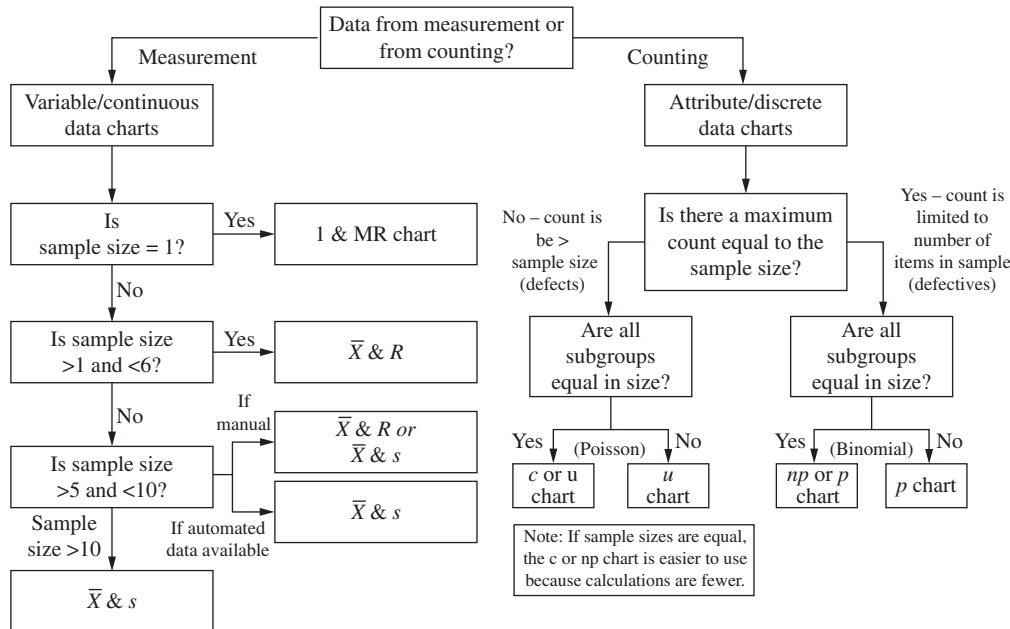 Data from measurement or
from counting?
Measurement
Counting
Variable/continuous
data charts
Attribute/discrete
data charts
Is
sample size = 1?
Yes
1 & MR chart
No
Is sample size
>1 and <6?
Yes
X̅ & R
No
Is sample size
>5 and <10?
If
manual
X̅ & R or
X̅ & s
If automated
data available
X̅ & s
Sample
size >10
X̅ & s
Is there a maximum
count equal to the
sample size?
No – count is
be >
sample size
(defects)
Yes – count is
limited to
number of
items in sample
(defectives)
Are all
subgroups
equal in size?
Yes
(Poisson)
No
c or u
chart
u
chart
Are all
subgroups
equal in size?
Yes
(Binomial)
No
np or p
chart
p chart
Note: If sample sizes are equal,
the c or np chart is easier to use
because calculations are fewer.